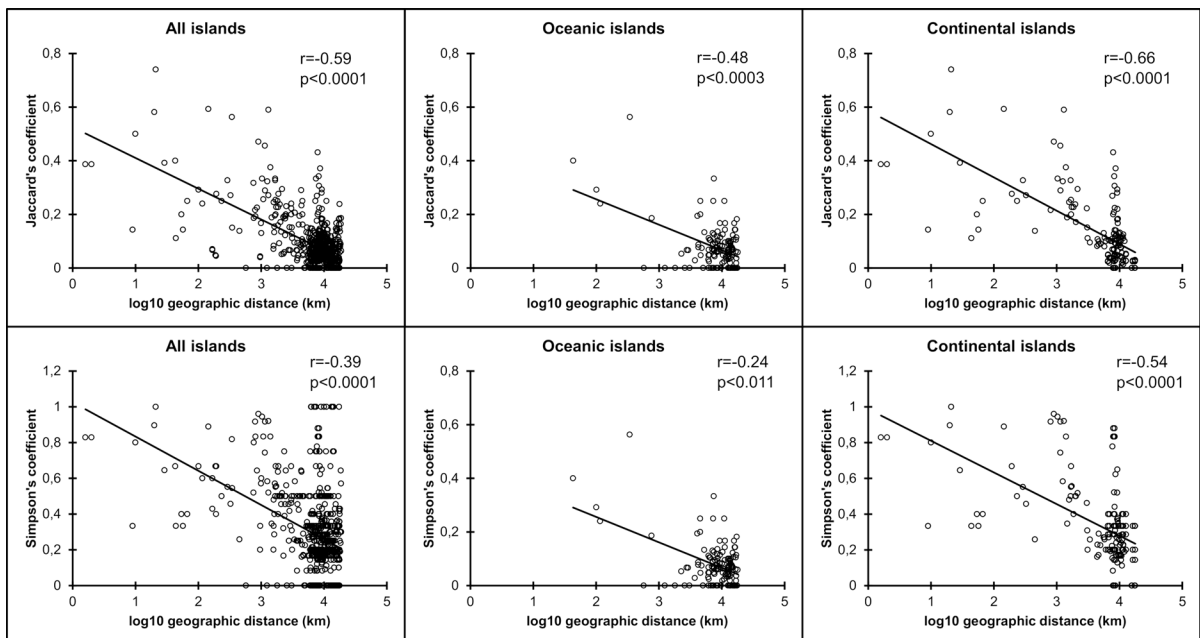 All islands
r=-0.59
p<0.0001
Jaccard's coefficient
0,8
0,6
0,4
0,2
0
0 1 2 3 4 5
log10 geographic distance (km)
Oceanic islands
r=-0.48
p<0.0003
Jaccard's coefficient
0,8
0,6
0,4
0,2
0
0 1 2 3 4 5
log10 geographic distance (km)
Continental islands
r=-0.66
p<0.0001
Jaccard's coefficient
0,8
0,6
0,4
0,2
0
0 1 2 3 4 5
log10 geographic distance (km)
All islands
r=-0.39
p<0.0001
Simpson's coefficient
1,2
1
0,8
0,6
0,4
0,2
0
0 1 2 3 4 5
log10 geographic distance (km)
Oceanic islands
r=-0.24
p<0.011
Simpson's coefficient
0,8
0,6
0,4
0,2
0
0 1 2 3 4 5
log10 geographic distance (km)
Continental islands
r=-0.54
p<0.0001
Simpson's coefficient
1,2
1
0,8
0,6
0,4
0,2
0
0 1 2 3 4 5
log10 geographic distance (km)